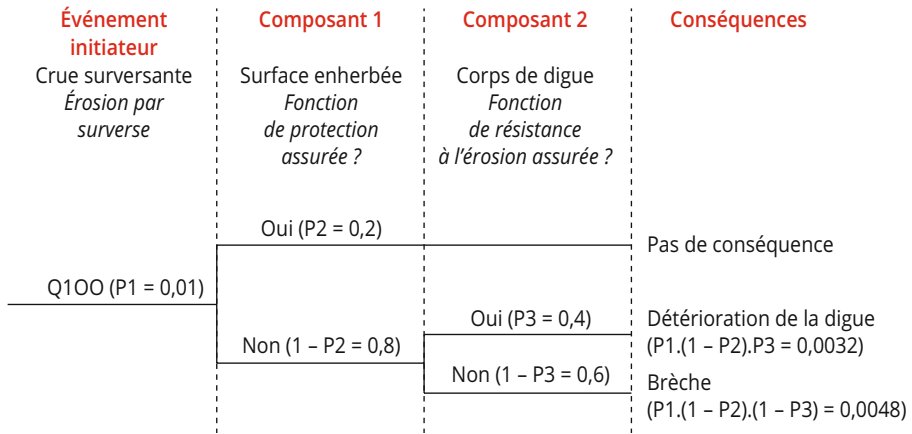 Événement
initiateur
Crue surversante
Érosion par
surverse
Composant 1
Surface enherbée
Fonction
de protection
assurée ?
Composant 2
Corps de digue
Fonction
de résistance
à l’érosion assurée ?
Conséquences
Oui (P2 = 0,2)
Pas de conséquence
Q1OO (P1 = 0,01)
Oui (P3 = 0,4)
Détérioration de la digue
(P1.(1 – P2).P3 = 0,0032)
Non (1 – P2 = 0,8)
Non (1 – P3 = 0,6)
Brèche
(P1.(1 – P2).(1 – P3) = 0,0048)